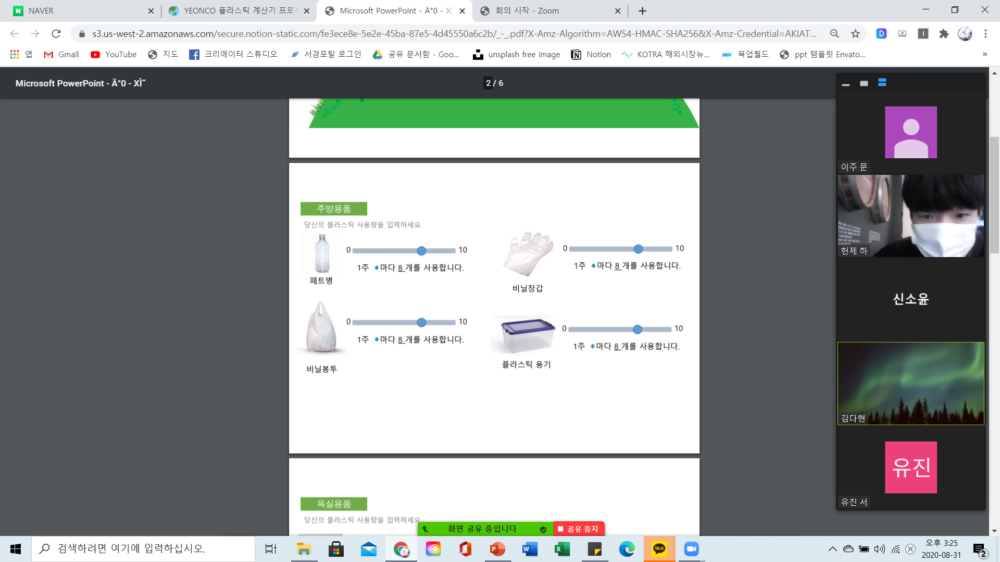 NAVER
YEONCO 플라스틱 계산기 프로젝
Microsoft PowerPoint - Ä°0 - XÌ
회의 시작 - Zoom
s3.us-west-2.amazonaws.com/secure.notion-static.com/fe3ece8e-5e2e-45ba-87e5-4d45550a6c2b/_-_.pdf?X-Amz-Algorithm=AWS4-HMAC-SHA256&X-Amz-Credential=AKIAT...
앱 Gmail YouTube 지도 크리에이터 스튜디오 서경포탈 로그인 공유 문서함 - Goo... unsplash free image Notion KOTRA 해외시장뉴... 목업월드 ppt 템플릿 Envato... »
Microsoft PowerPoint - Ä°0 - XÌ˝
2 / 6
주방용품
당신의 플라스틱 사용량을 입력하세요.
0 10
1주 마다 8 개를 사용합니다.
페트병
0 10
1주 마다 8 개를 사용합니다.
비닐장갑
0 10
1주 마다 8 개를 사용합니다.
비닐봉투
0 10
1주 마다 8 개를 사용합니다.
플라스틱 용기
욕실용품
당신의 플라스틱 사용량을 입력하세요
이주 문
헌제 하
신소윤
김다현
유진
유진 서
화면 공유 중입니다
공유 중지
검색하려면 여기에 입력하십시오.
TALK
오후 3:25
2020-08-31
2